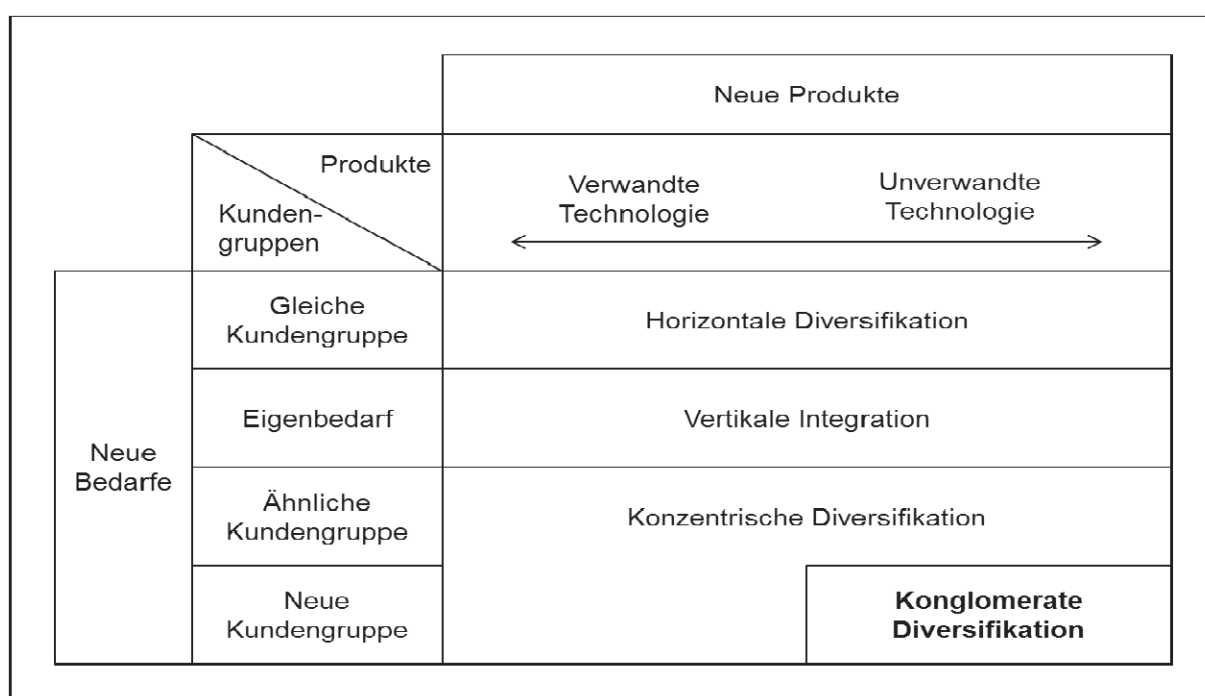 Neue Produkte
Produkte
Kunden-
gruppen
Verwandte
Technologie
Unverwandte
Technologie
Neue
Bedarfe
Gleiche
Kundengruppe
Horizontale Diversifikation
Eigenbedarf
Vertikale Integration
Ähnliche
Kundengruppe
Konzentrische Diversifikation
Neue
Kundengruppe
Konglomerate
Diversifikation